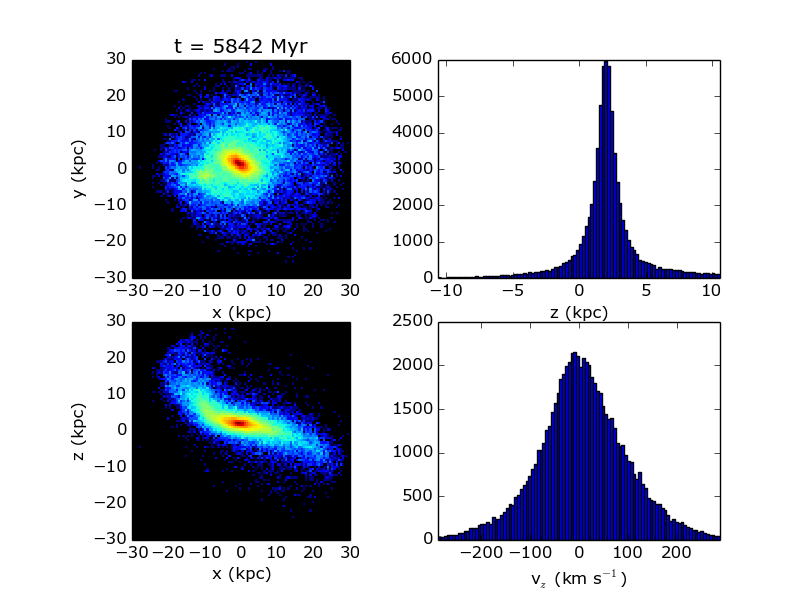 t = 5842 Myr
30
20
10
0
−10
−20
−30
y (kpc)
−30 −20 −10 0 10 20 30
x (kpc)
6000
5000
4000
3000
2000
1000
0
−10 −5 0 5 10
z (kpc)
30
20
10
0
−10
−20
−30
z (kpc)
−30 −20 −10 0 10 20 30
x (kpc)
2500
2000
1500
1000
500
0
−200 −100 0 100 200
v_z (km s⁻¹)